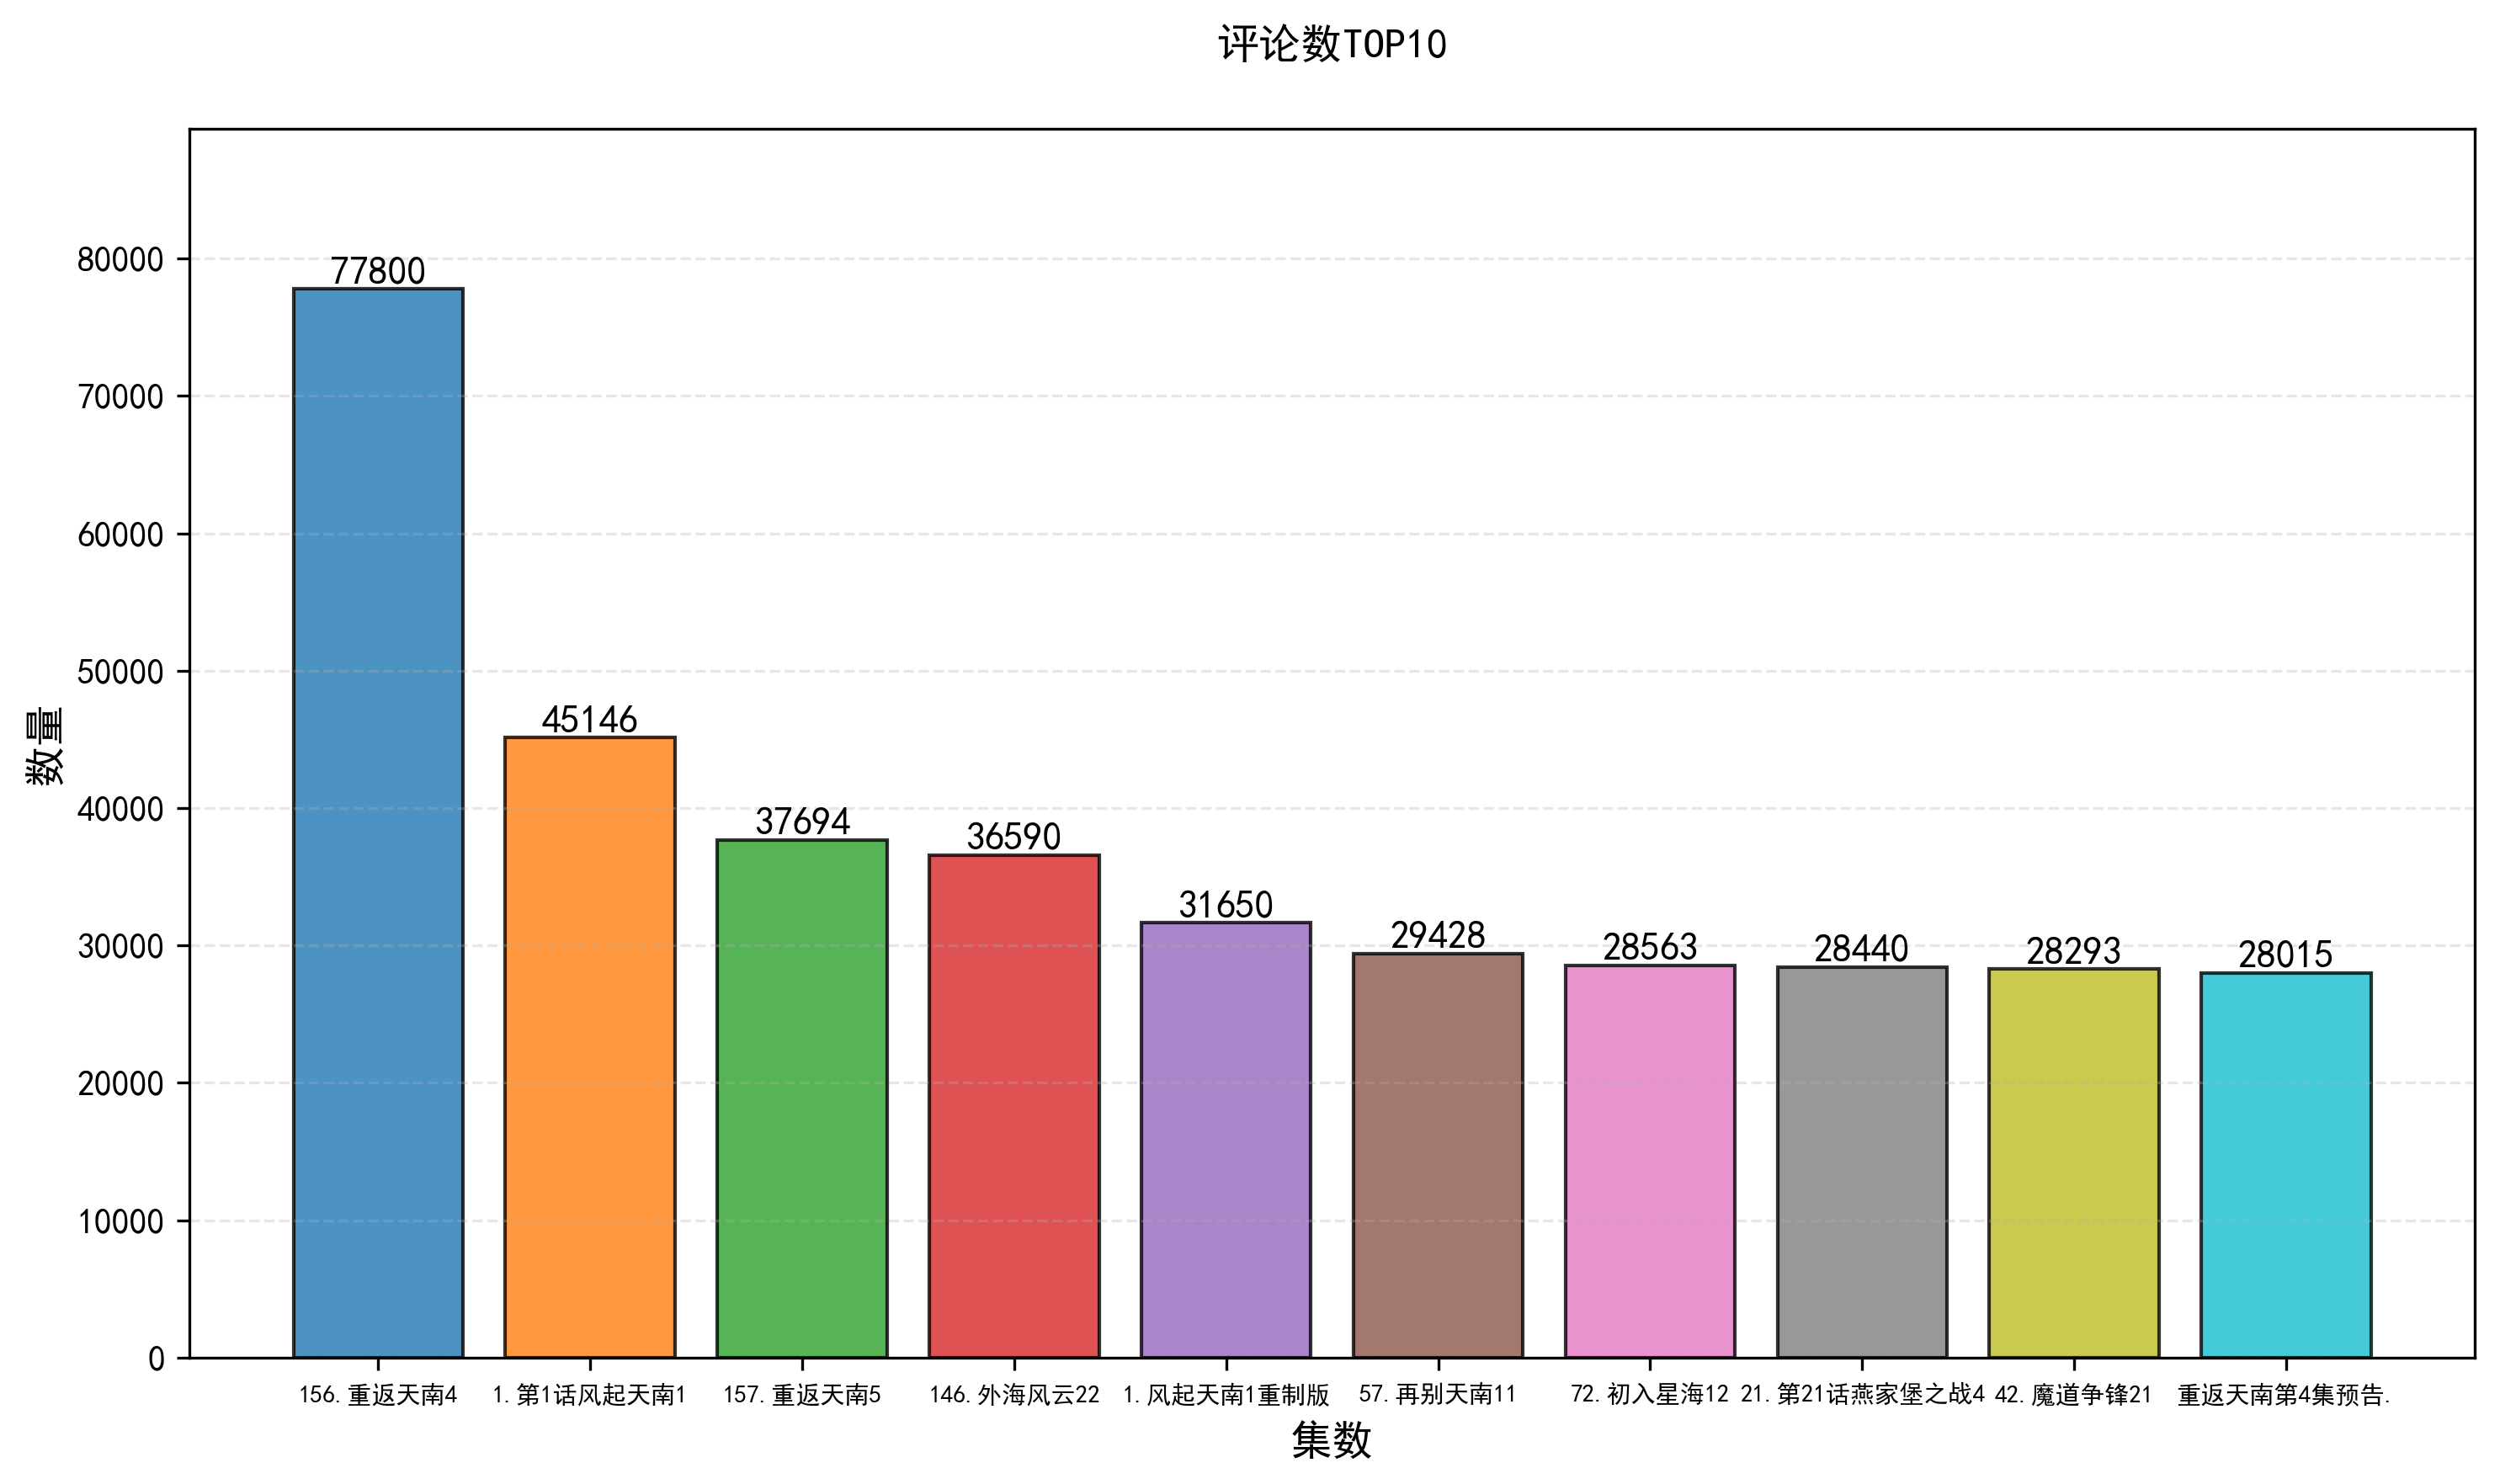 评论数TOP10
80000
70000
60000
50000
40000
30000
20000
10000
0
数量
77800
45146
37694
36590
31650
29428
28563
28440
28293
28015
156.重返天南4
1.第1话风起天南1
157.重返天南5
146.外海风云22
1.风起天南1重制版
57.再别天南11
72.初入星海12
21.第21话燕家堡之战4
42.魔道争锋21
重返天南第4集预告.
集数